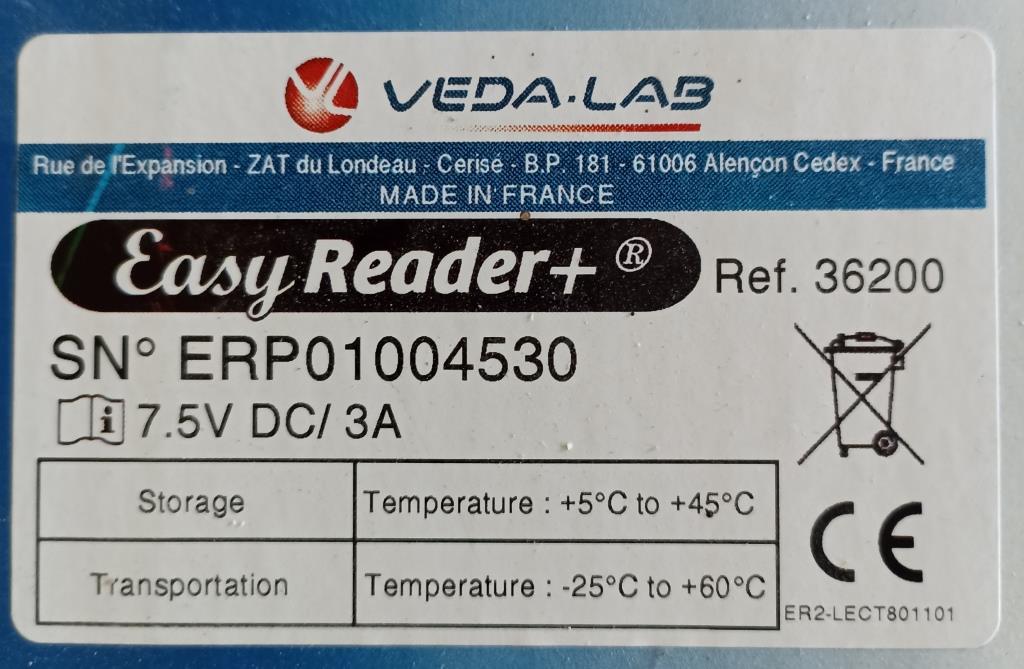 VEDA.LAB
Rue de l'Expansion - ZAT du Londeau - Cerisé - B.P. 181 - 61006 Alençon Cedex - France
MADE IN FRANCE
Easy Reader+®
Ref. 36200
SN° ERP01004530
i 7.5V DC/ 3A
Storage Temperature : +5°C to +45°C
Transportation Temperature : -25°C to +60°C
CE
ER2-LECT801101